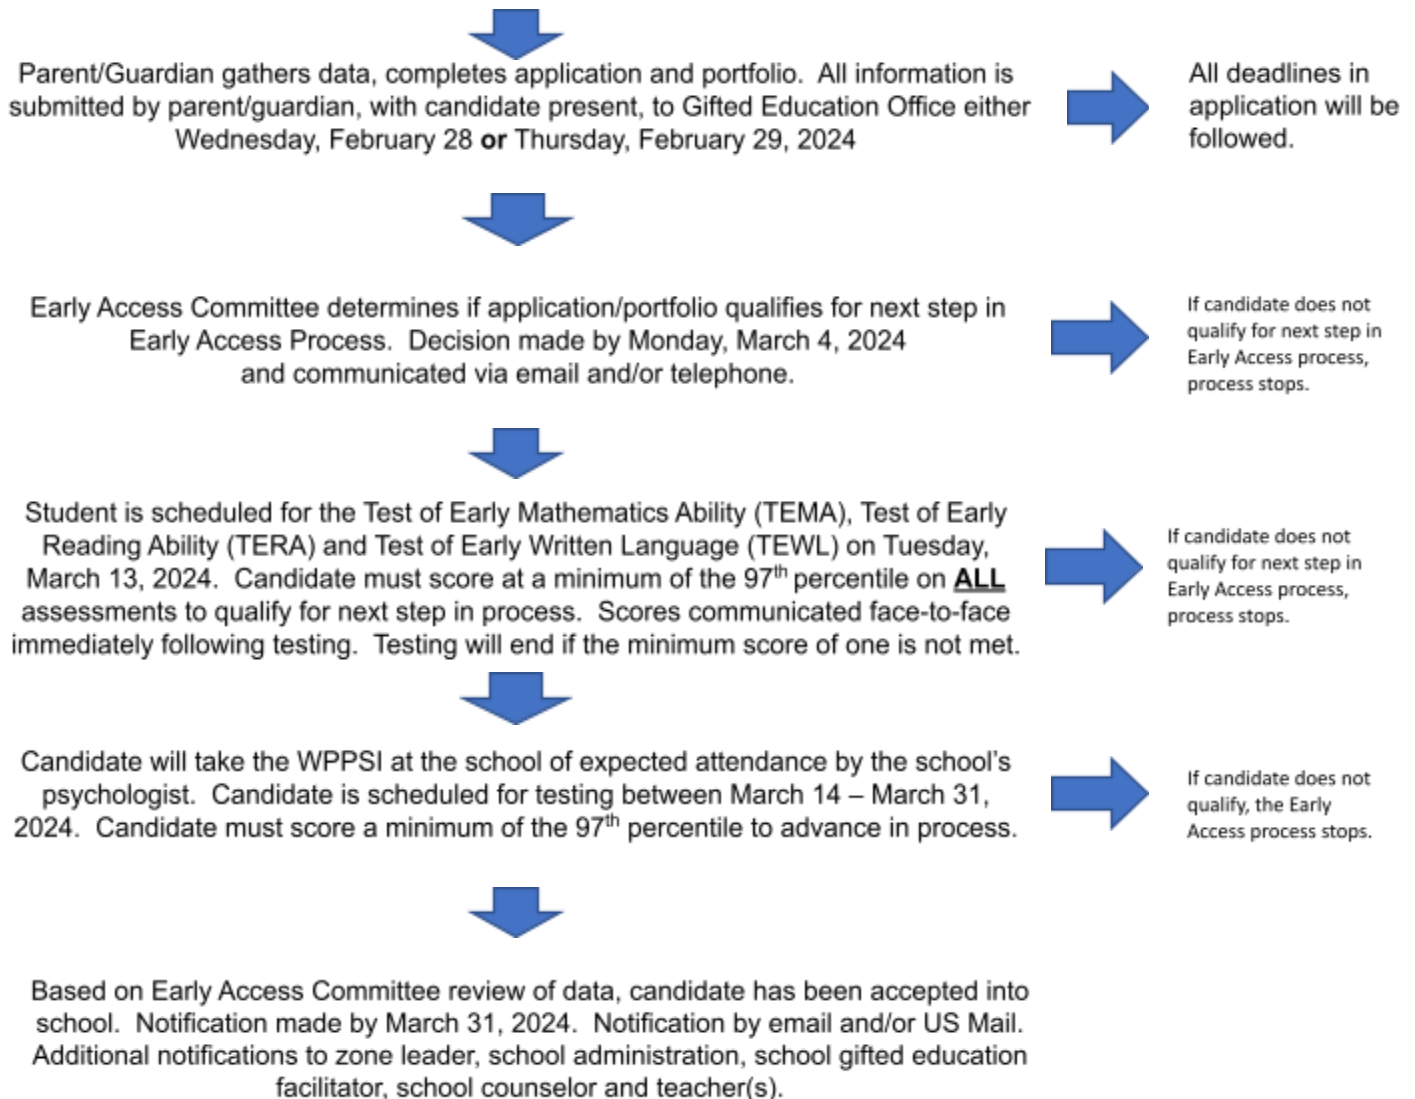 Parent/Guardian gathers data, completes application and portfolio.  All information is
submitted by parent/guardian, with candidate present, to Gifted Education Office either
Wednesday, February 28 or Thursday, February 29, 2024
All deadlines in
application will be
followed.
Early Access Committee determines if application/portfolio qualifies for next step in
Early Access Process.  Decision made by Monday, March 4, 2024
and communicated via email and/or telephone.
If candidate does not
qualify for next step in
Early Access process,
process stops.
Student is scheduled for the Test of Early Mathematics Ability (TEMA), Test of Early
Reading Ability (TERA) and Test of Early Written Language (TEWL) on Tuesday,
March 13, 2024.  Candidate must score at a minimum of the 97th percentile on ALL
assessments to qualify for next step in process.  Scores communicated face-to-face
immediately following testing.  Testing will end if the minimum score of one is not met.
If candidate does not
qualify for next step in
Early Access process,
process stops.
Candidate will take the WPPSI at the school of expected attendance by the school’s
psychologist.  Candidate is scheduled for testing between March 14 – March 31,
2024.  Candidate must score a minimum of the 97th percentile to advance in process.
If candidate does not
qualify, the Early
Access process stops.
Based on Early Access Committee review of data, candidate has been accepted into
school.  Notification made by March 31, 2024.  Notification by email and/or US Mail.
Additional notifications to zone leader, school administration, school gifted education
facilitator, school counselor and teacher(s).